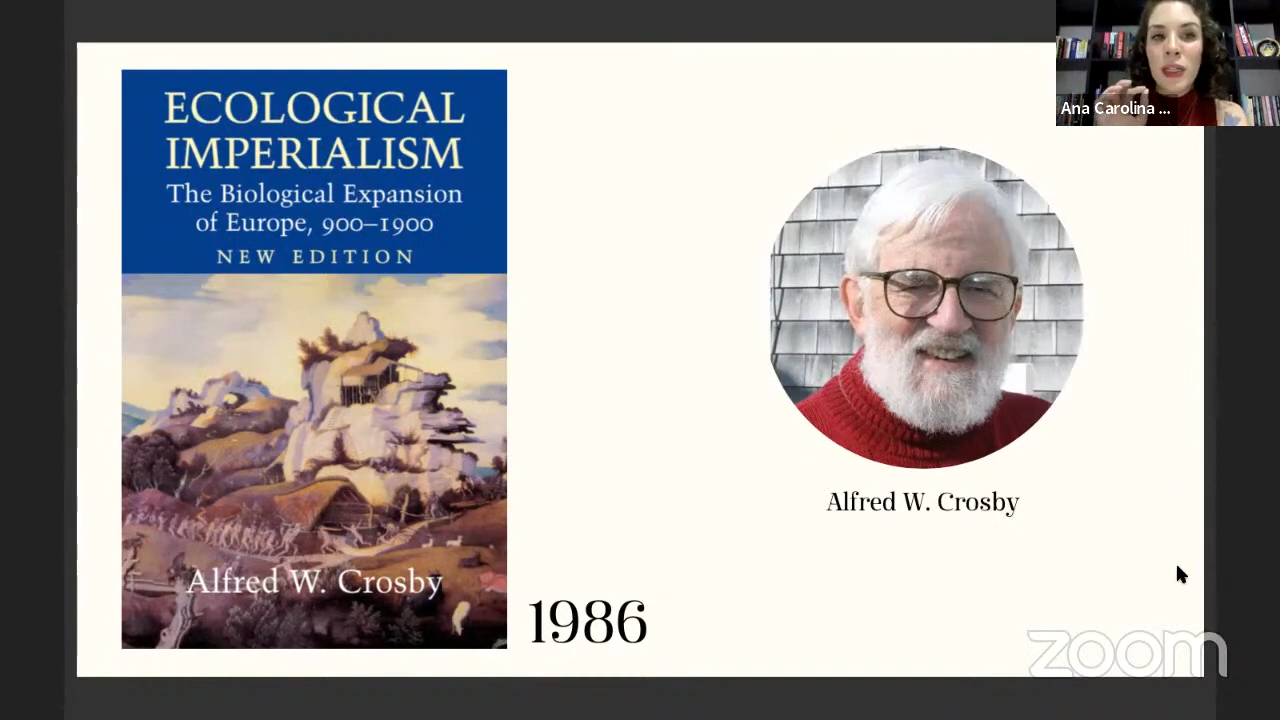 ECOLOGICAL
IMPERIALISM
The Biological Expansion
of Europe, 900–1900
NEW EDITION
Alfred W. Crosby
1986
Alfred W. Crosby
Ana Carolina ...
zoom